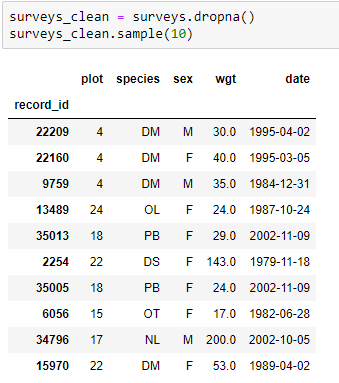 surveys_clean = surveys.dropna()
surveys_clean.sample(10)
plot species sex wgt date
record_id
22209 4 DM M 30.0 1995-04-02
22160 4 DM F 40.0 1995-03-05
9759 4 DM M 35.0 1984-12-31
13489 24 OL F 24.0 1987-10-24
35013 18 PB F 29.0 2002-11-09
2254 22 DS F 143.0 1979-11-18
35005 18 PB F 24.0 2002-11-09
6056 15 OT F 17.0 1982-06-28
34796 17 NL M 200.0 2002-10-05
15970 22 DM F 53.0 1989-04-02